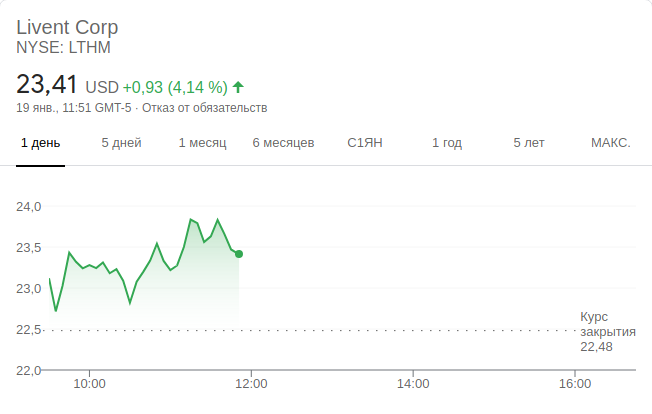 Livent Corp
NYSE: LTHM
23,41 USD +0,93 (4,14 %)
19 янв., 11:51 GMT-5 · Отказ от обязательств
1 день 5 дней 1 месяц 6 месяцев С1ЯН 1 год 5 лет МАКС.
24,0
23,5
23,0
22,5
22,0
Курс
закрытия
22,48
10:00 12:00 14:00 16:00